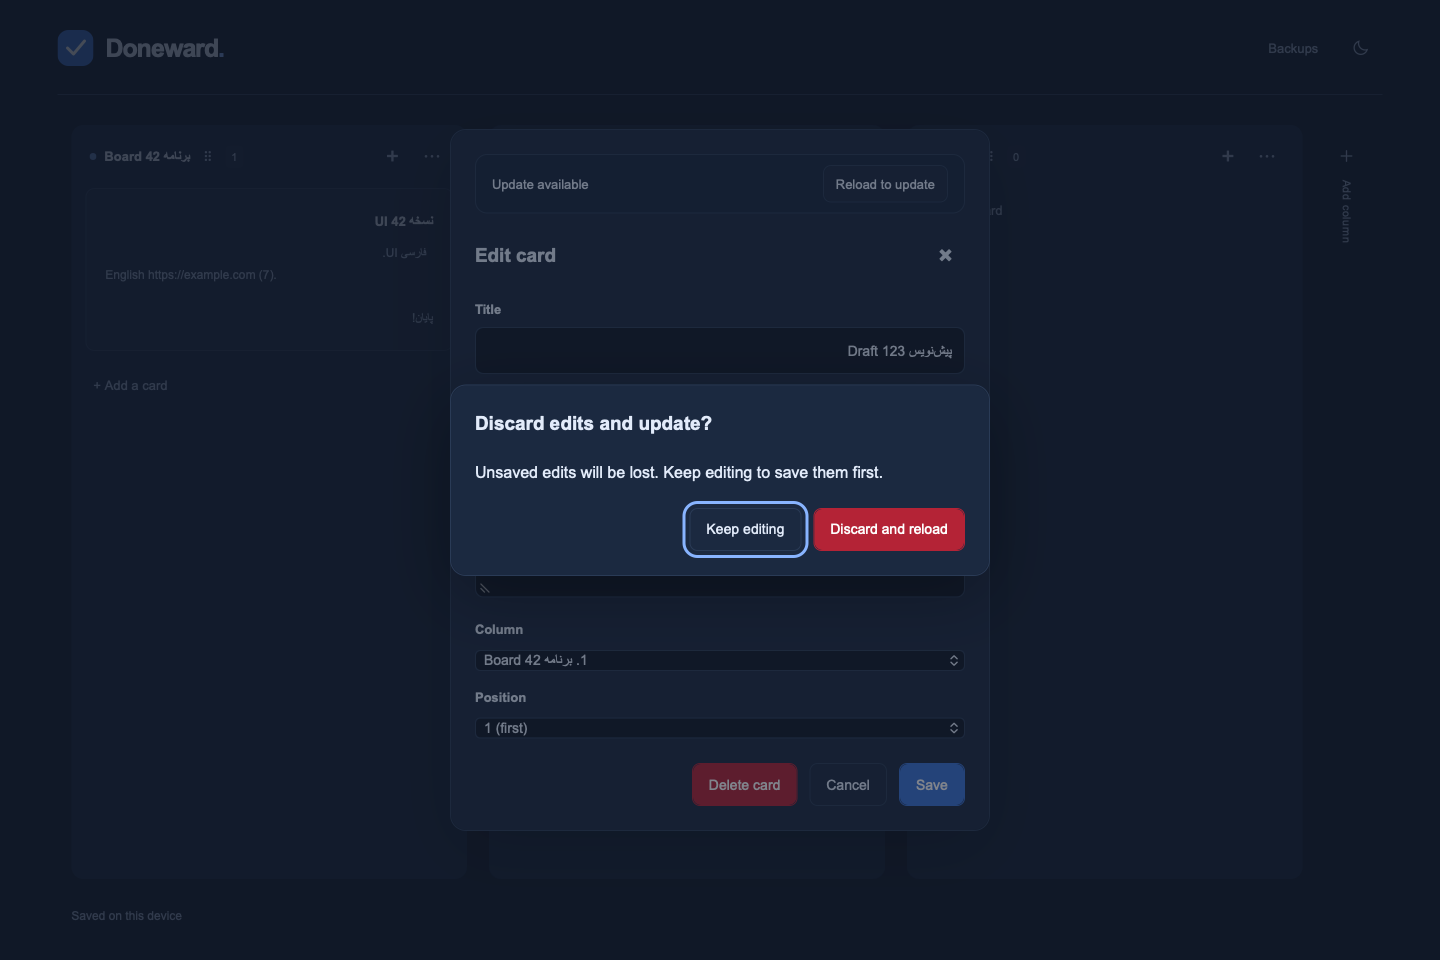 Doneward.
Backups
Board 42 برنامه
1
نسخه UI 42
فارسی UI.
English https://example.com (7).
پایان!
+ Add a card
Update available
Reload to update
Edit card
Title
پیش‌نویس Draft 123
Discard edits and update?
Unsaved edits will be lost. Keep editing to save them first.
Keep editing
Discard and reload
Column
Board 42 برنامه .1
Position
1 (first)
Delete card
Cancel
Save
0
rd
Add column
Saved on this device